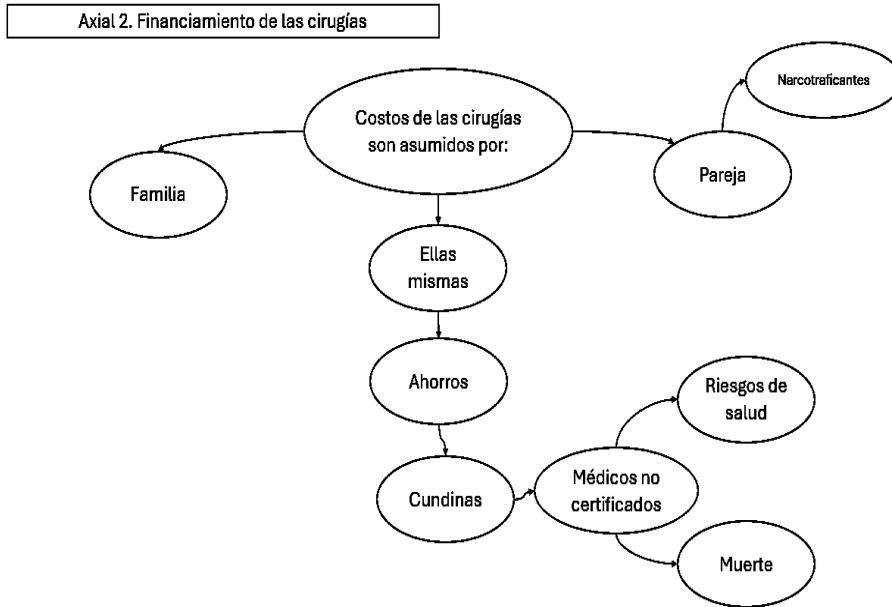 Axial 2. Financiamiento de las cirugías
Narcotraficantes
Costos de las cirugías
son asumidos por:
Familia
Pareja
Ellas
mismas
Ahorros
Riesgos de
salud
Cundinas
Médicos no
certificados
Muerte